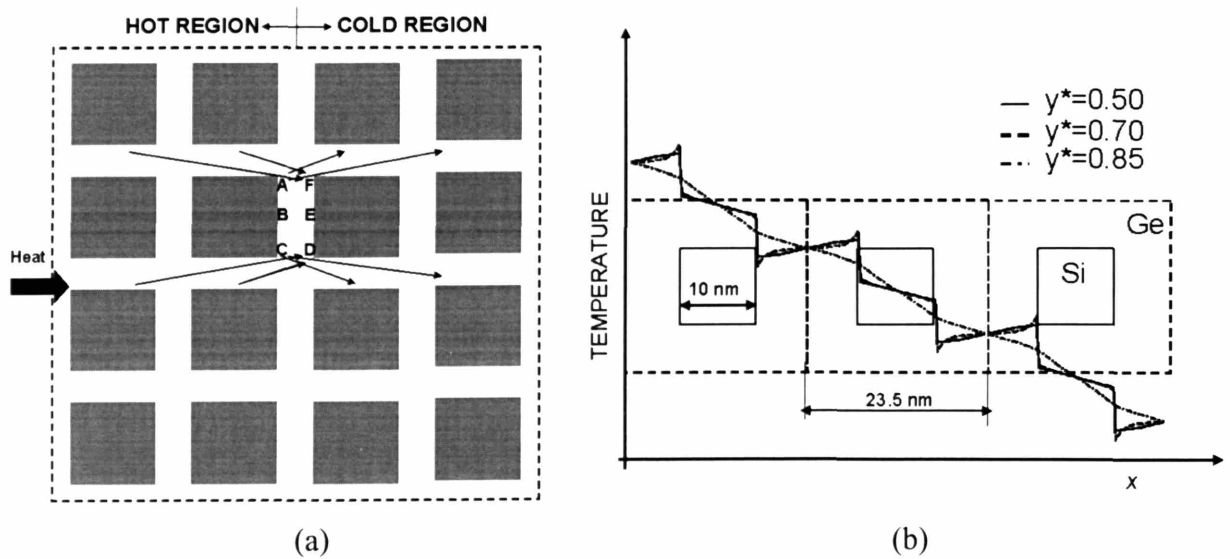 HOT REGION
COLD REGION
A F
B E
C D
Heat
(a)
TEMPERATURE
y*=0.50
y*=0.70
y*=0.85
Ge
Si
10 nm
23.5 nm
x
(b)